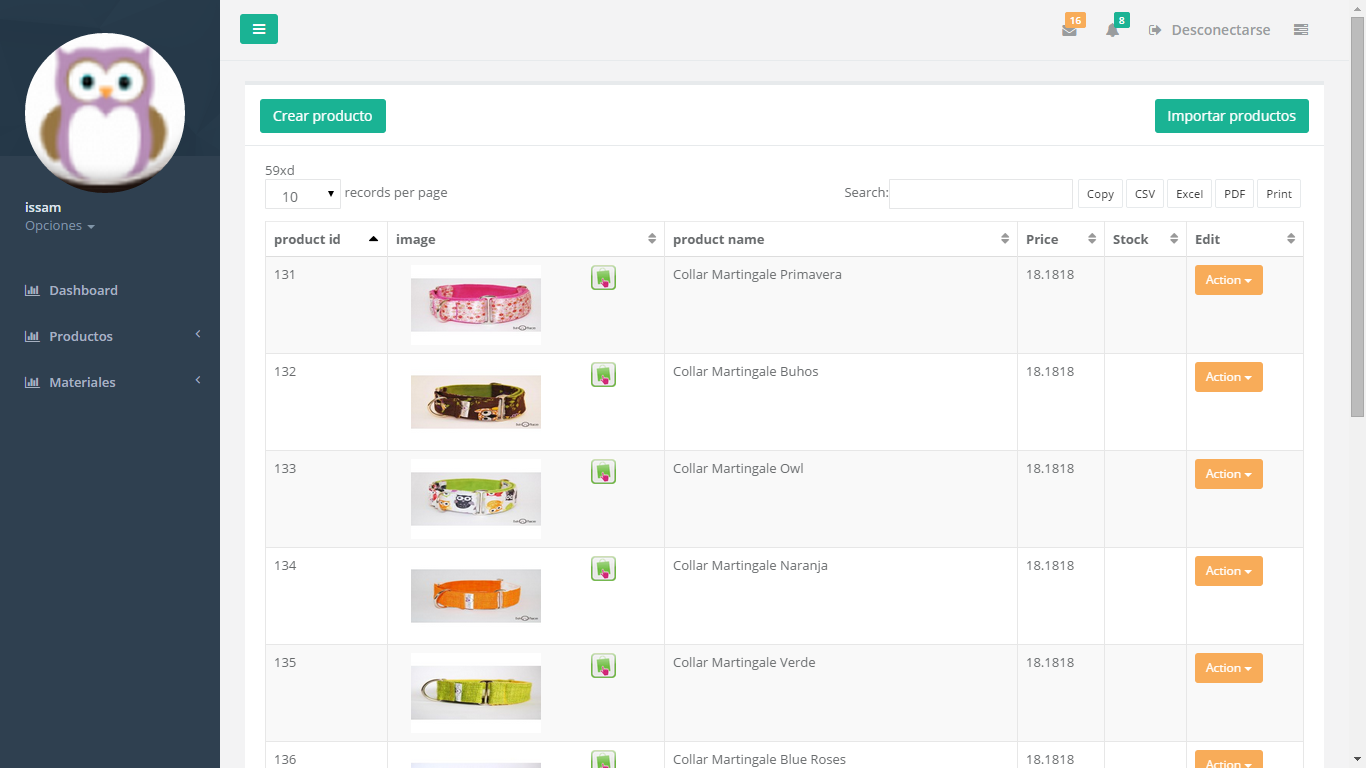 16
8
Desconectarse
Crear producto
Importar productos
59xd
10 records per page
Search:
Copy CSV Excel PDF Print
issam
Opciones
Dashboard
Productos
Materiales
product id image product name Price Stock Edit
131 Collar Martingale Primavera 18.1818 Action
132 Collar Martingale Buhos 18.1818 Action
133 Collar Martingale Owl 18.1818 Action
134 Collar Martingale Naranja 18.1818 Action
135 Collar Martingale Verde 18.1818 Action
136 Collar Martingale Blue Roses 18.1818 Action